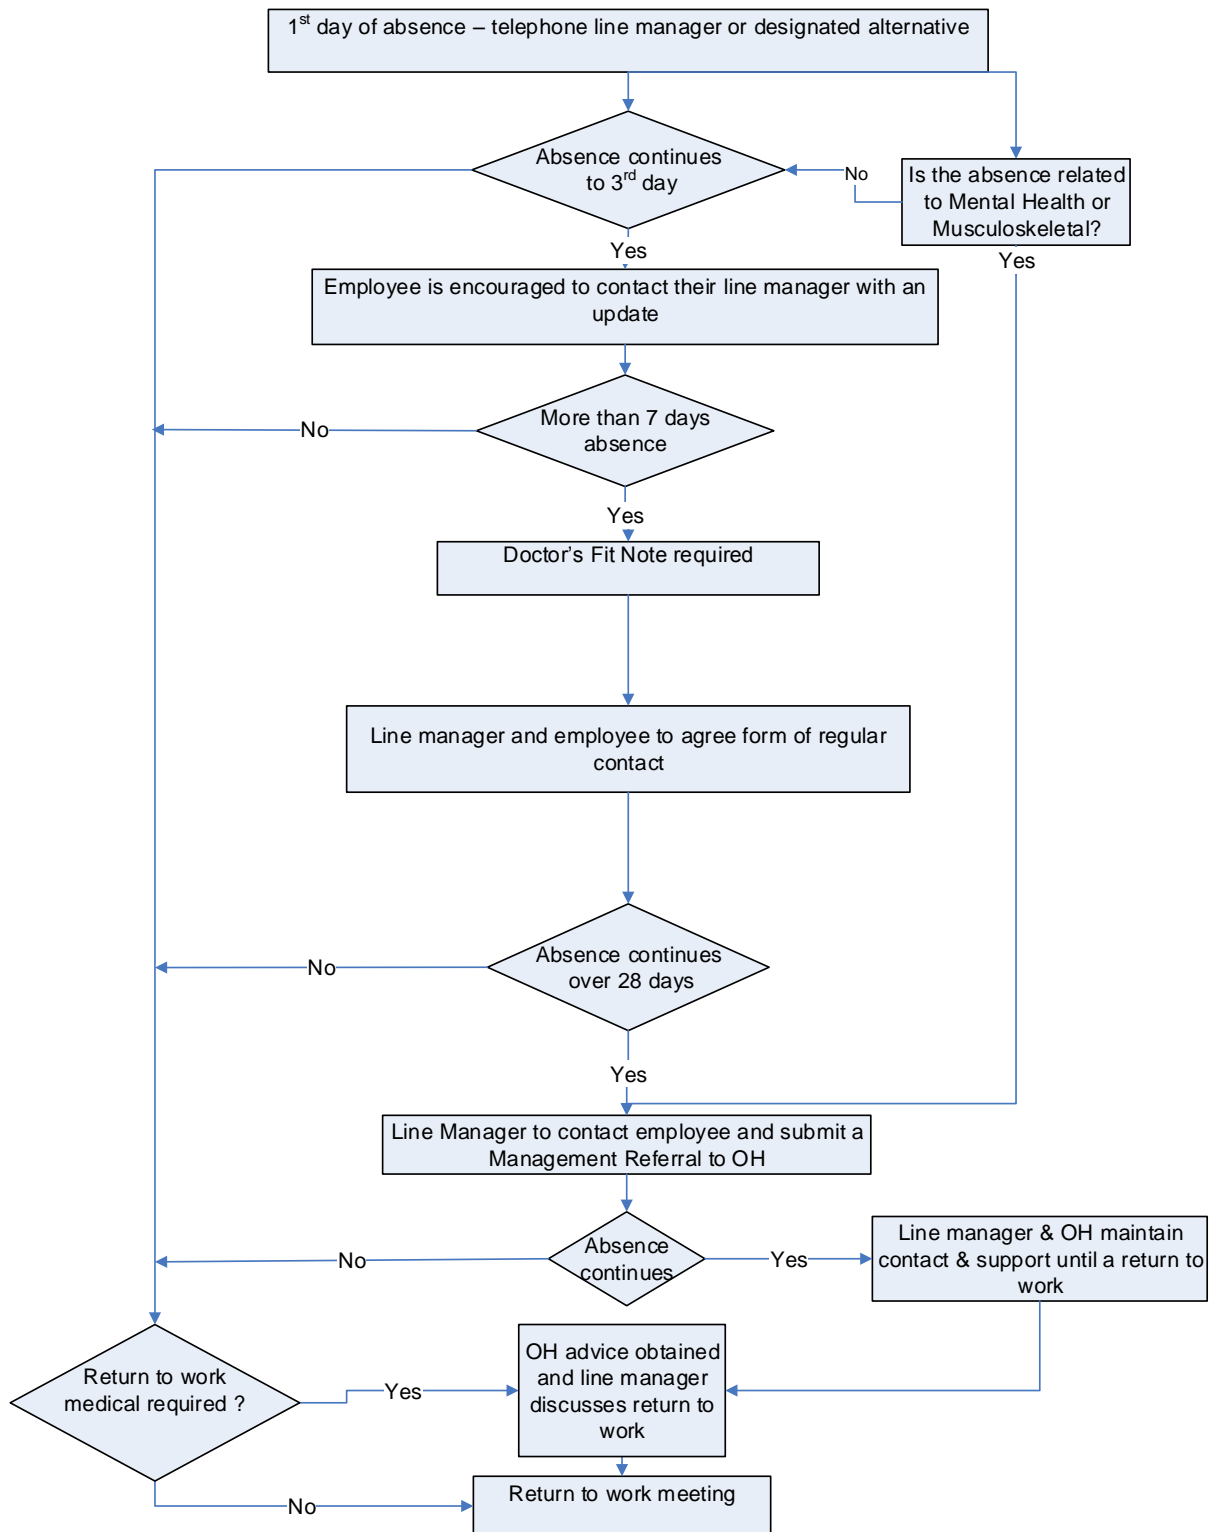 1st day of absence – telephone line manager or designated alternative
Absence continues
to 3rd day
No
Is the absence related
to Mental Health or
Musculoskeletal?
Yes
Yes
Employee is encouraged to contact their line manager with an
update
More than 7 days
absence
No
Yes
Doctor's Fit Note required
Line manager and employee to agree form of regular
contact
Absence continues
over 28 days
No
Yes
Line Manager to contact employee and submit a
Management Referral to OH
Absence
continues
No
Yes
Line manager & OH maintain
contact & support until a return to
work
Return to work
medical required ?
Yes
OH advice obtained
and line manager
discusses return to
work
No
Return to work meeting